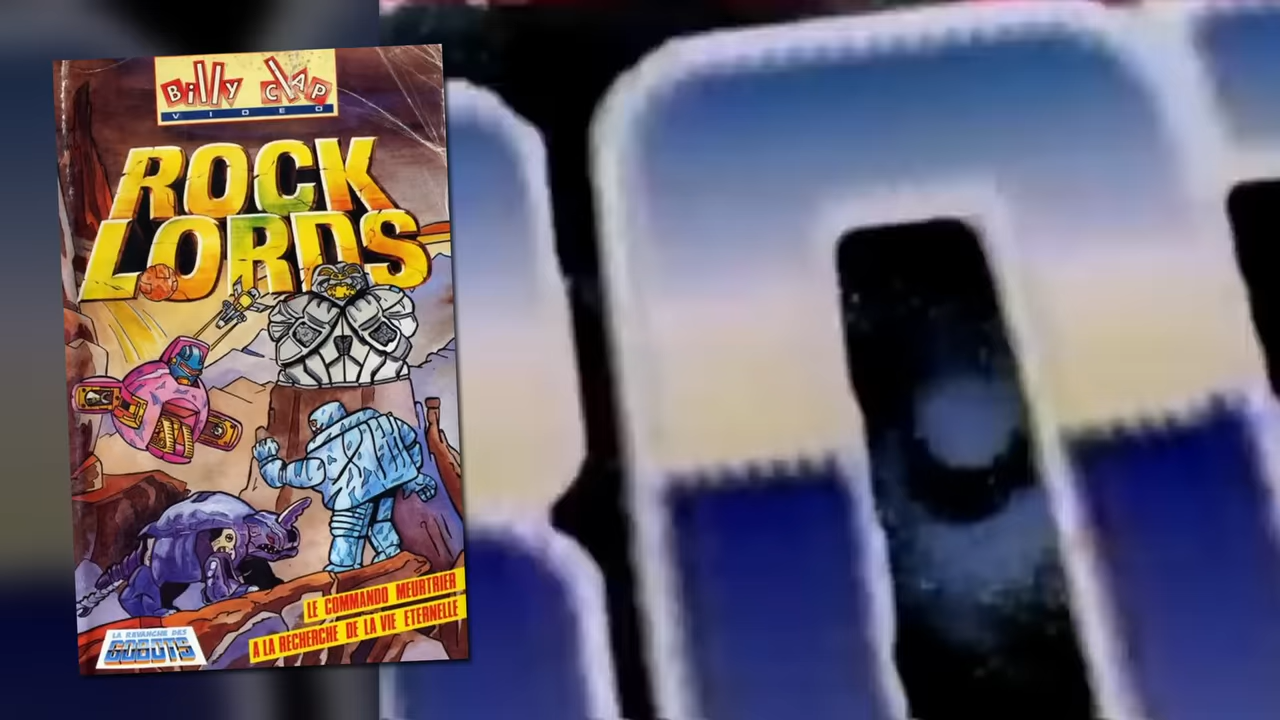 Billy Clap
VIDEO
ROCK
LORDS
LE COMMANDO MEURTRIER
A LA RECHERCHE DE LA VIE ETERNELLE
LA REVANCHE DES
GOBOTS